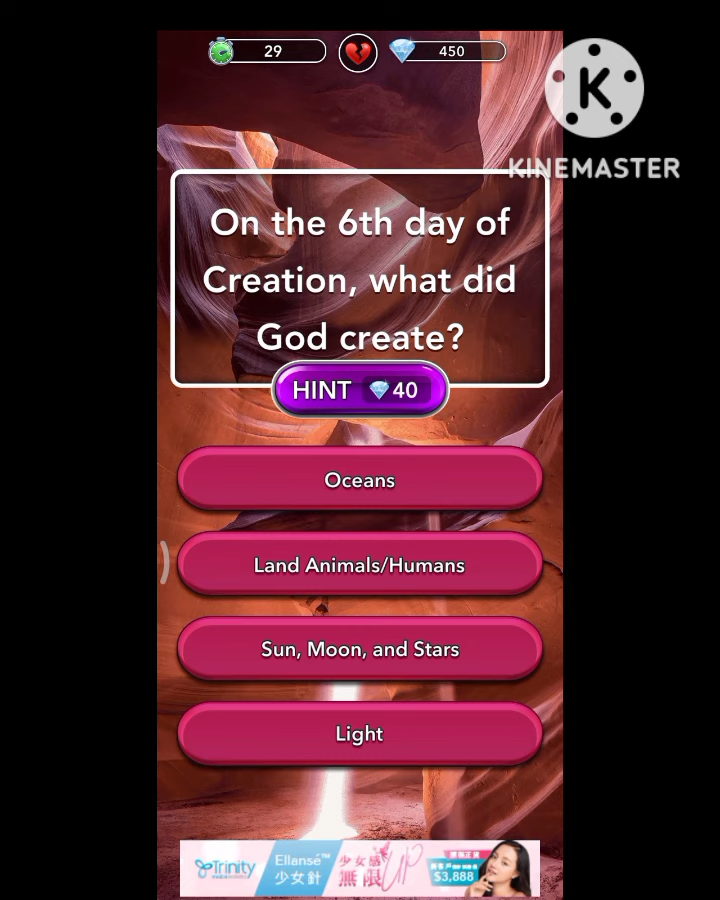 29
450
KINEMASTER
On the 6th day of
Creation, what did
God create?
HINT 40
Oceans
Land Animals/Humans
Sun, Moon, and Stars
Light
Trinity
Ellansé™
少女針
少女感
無限
UP
$3,888